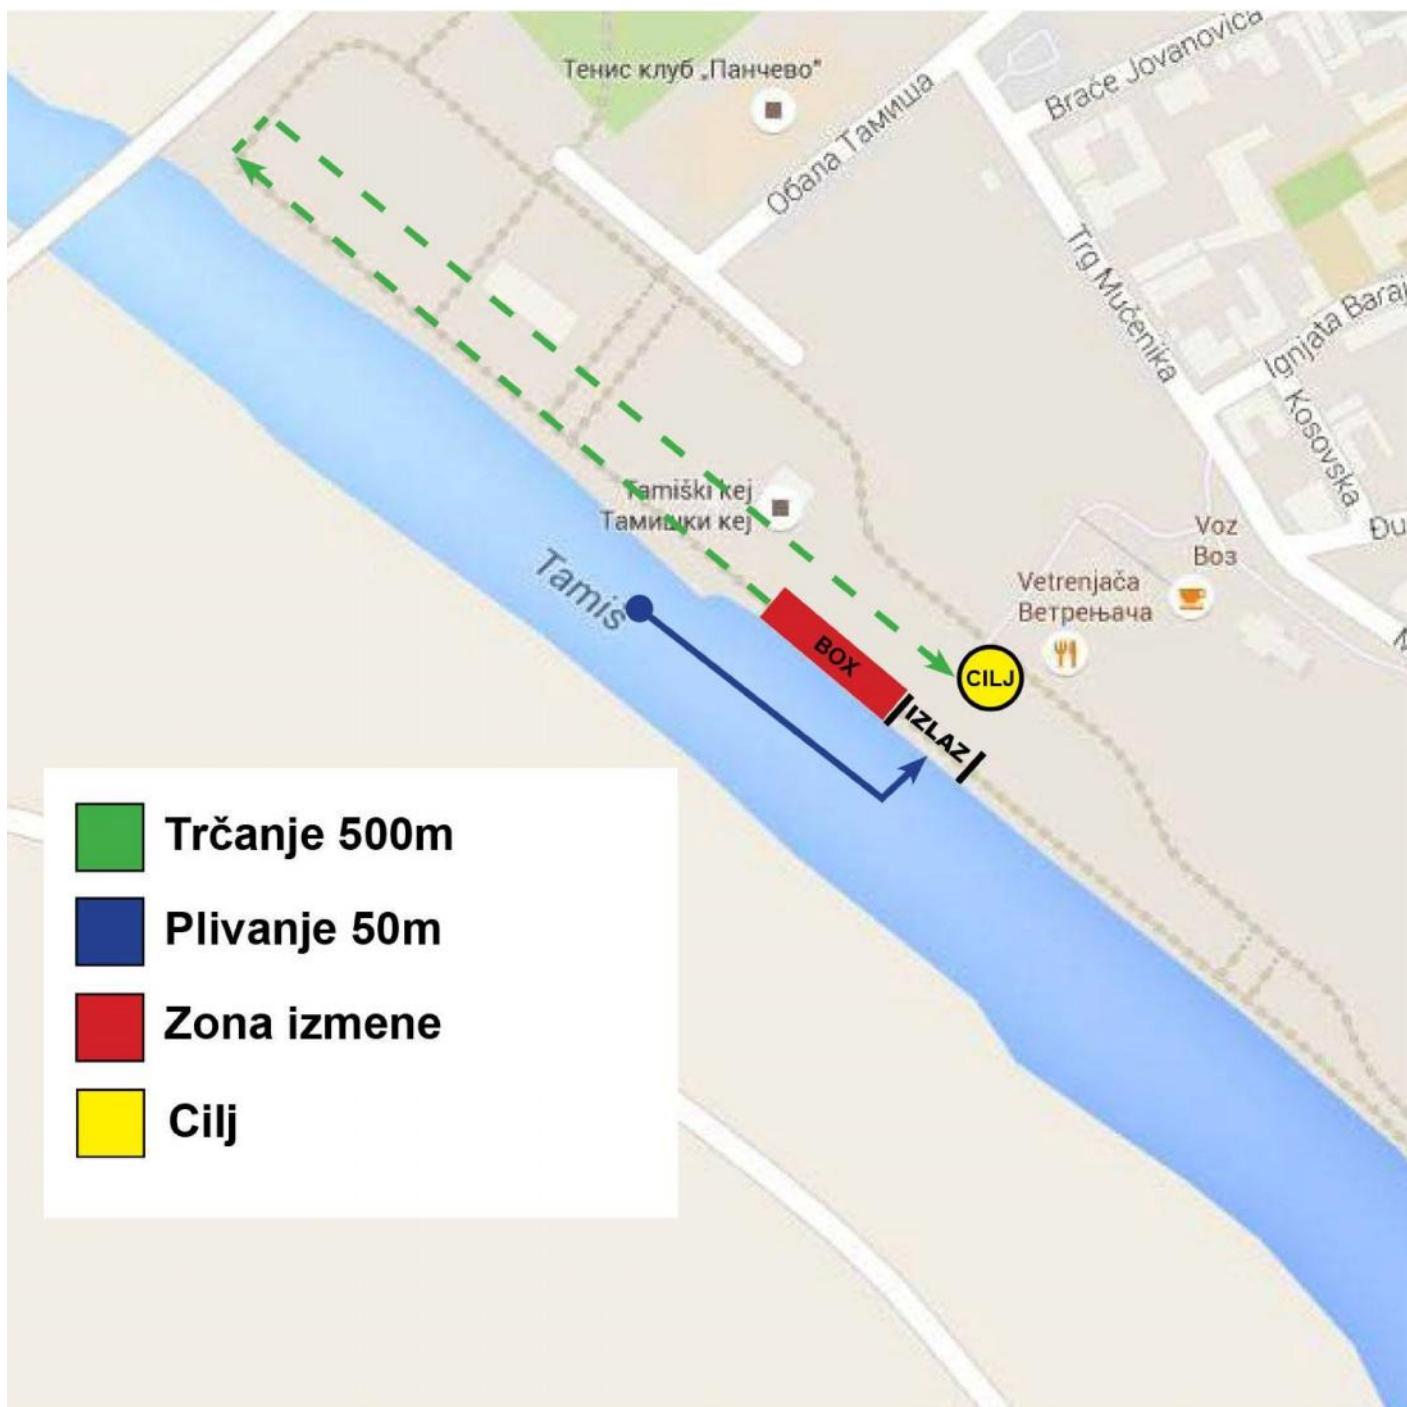 Тенис клуб „Панчево"
Обала Тамиша
Braće Jovanovića
Trg Mučenika
Ignjata Baraj
Kosovska
Đu
Voz
Воз
Vetrenjača
Ветрењача
Tamiški kej
Тамишки кеј
Tamiš
BOX
IZLAZ
CILJ
Trčanje 500m
Plivanje 50m
Zona izmene
Cilj